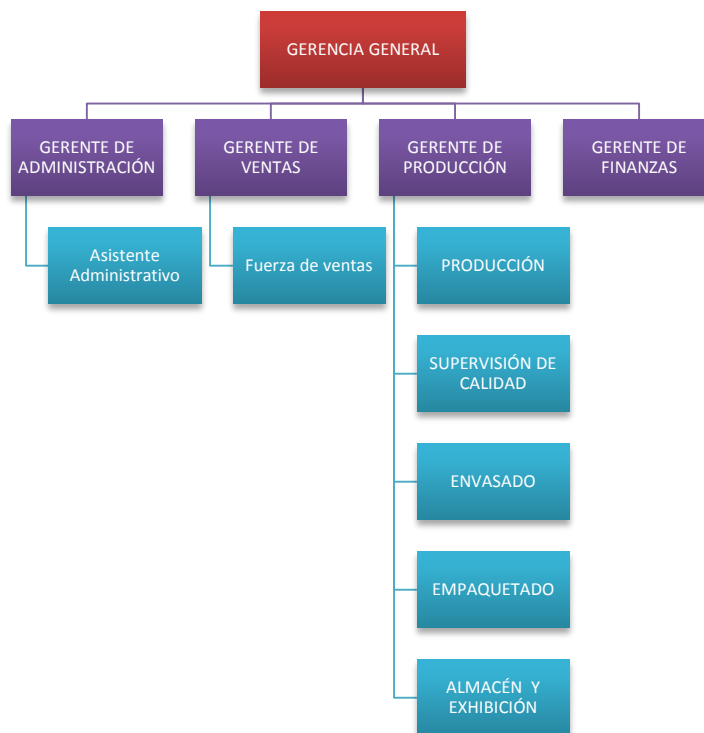 GERENCIA GENERAL
GERENTE DE
ADMINISTRACIÓN
GERENTE DE
VENTAS
GERENTE DE
PRODUCCIÓN
GERENTE DE
FINANZAS
Asistente
Administrativo
Fuerza de ventas
PRODUCCIÓN
SUPERVISIÓN DE
CALIDAD
ENVASADO
EMPAQUETADO
ALMACÉN Y
EXHIBICIÓN